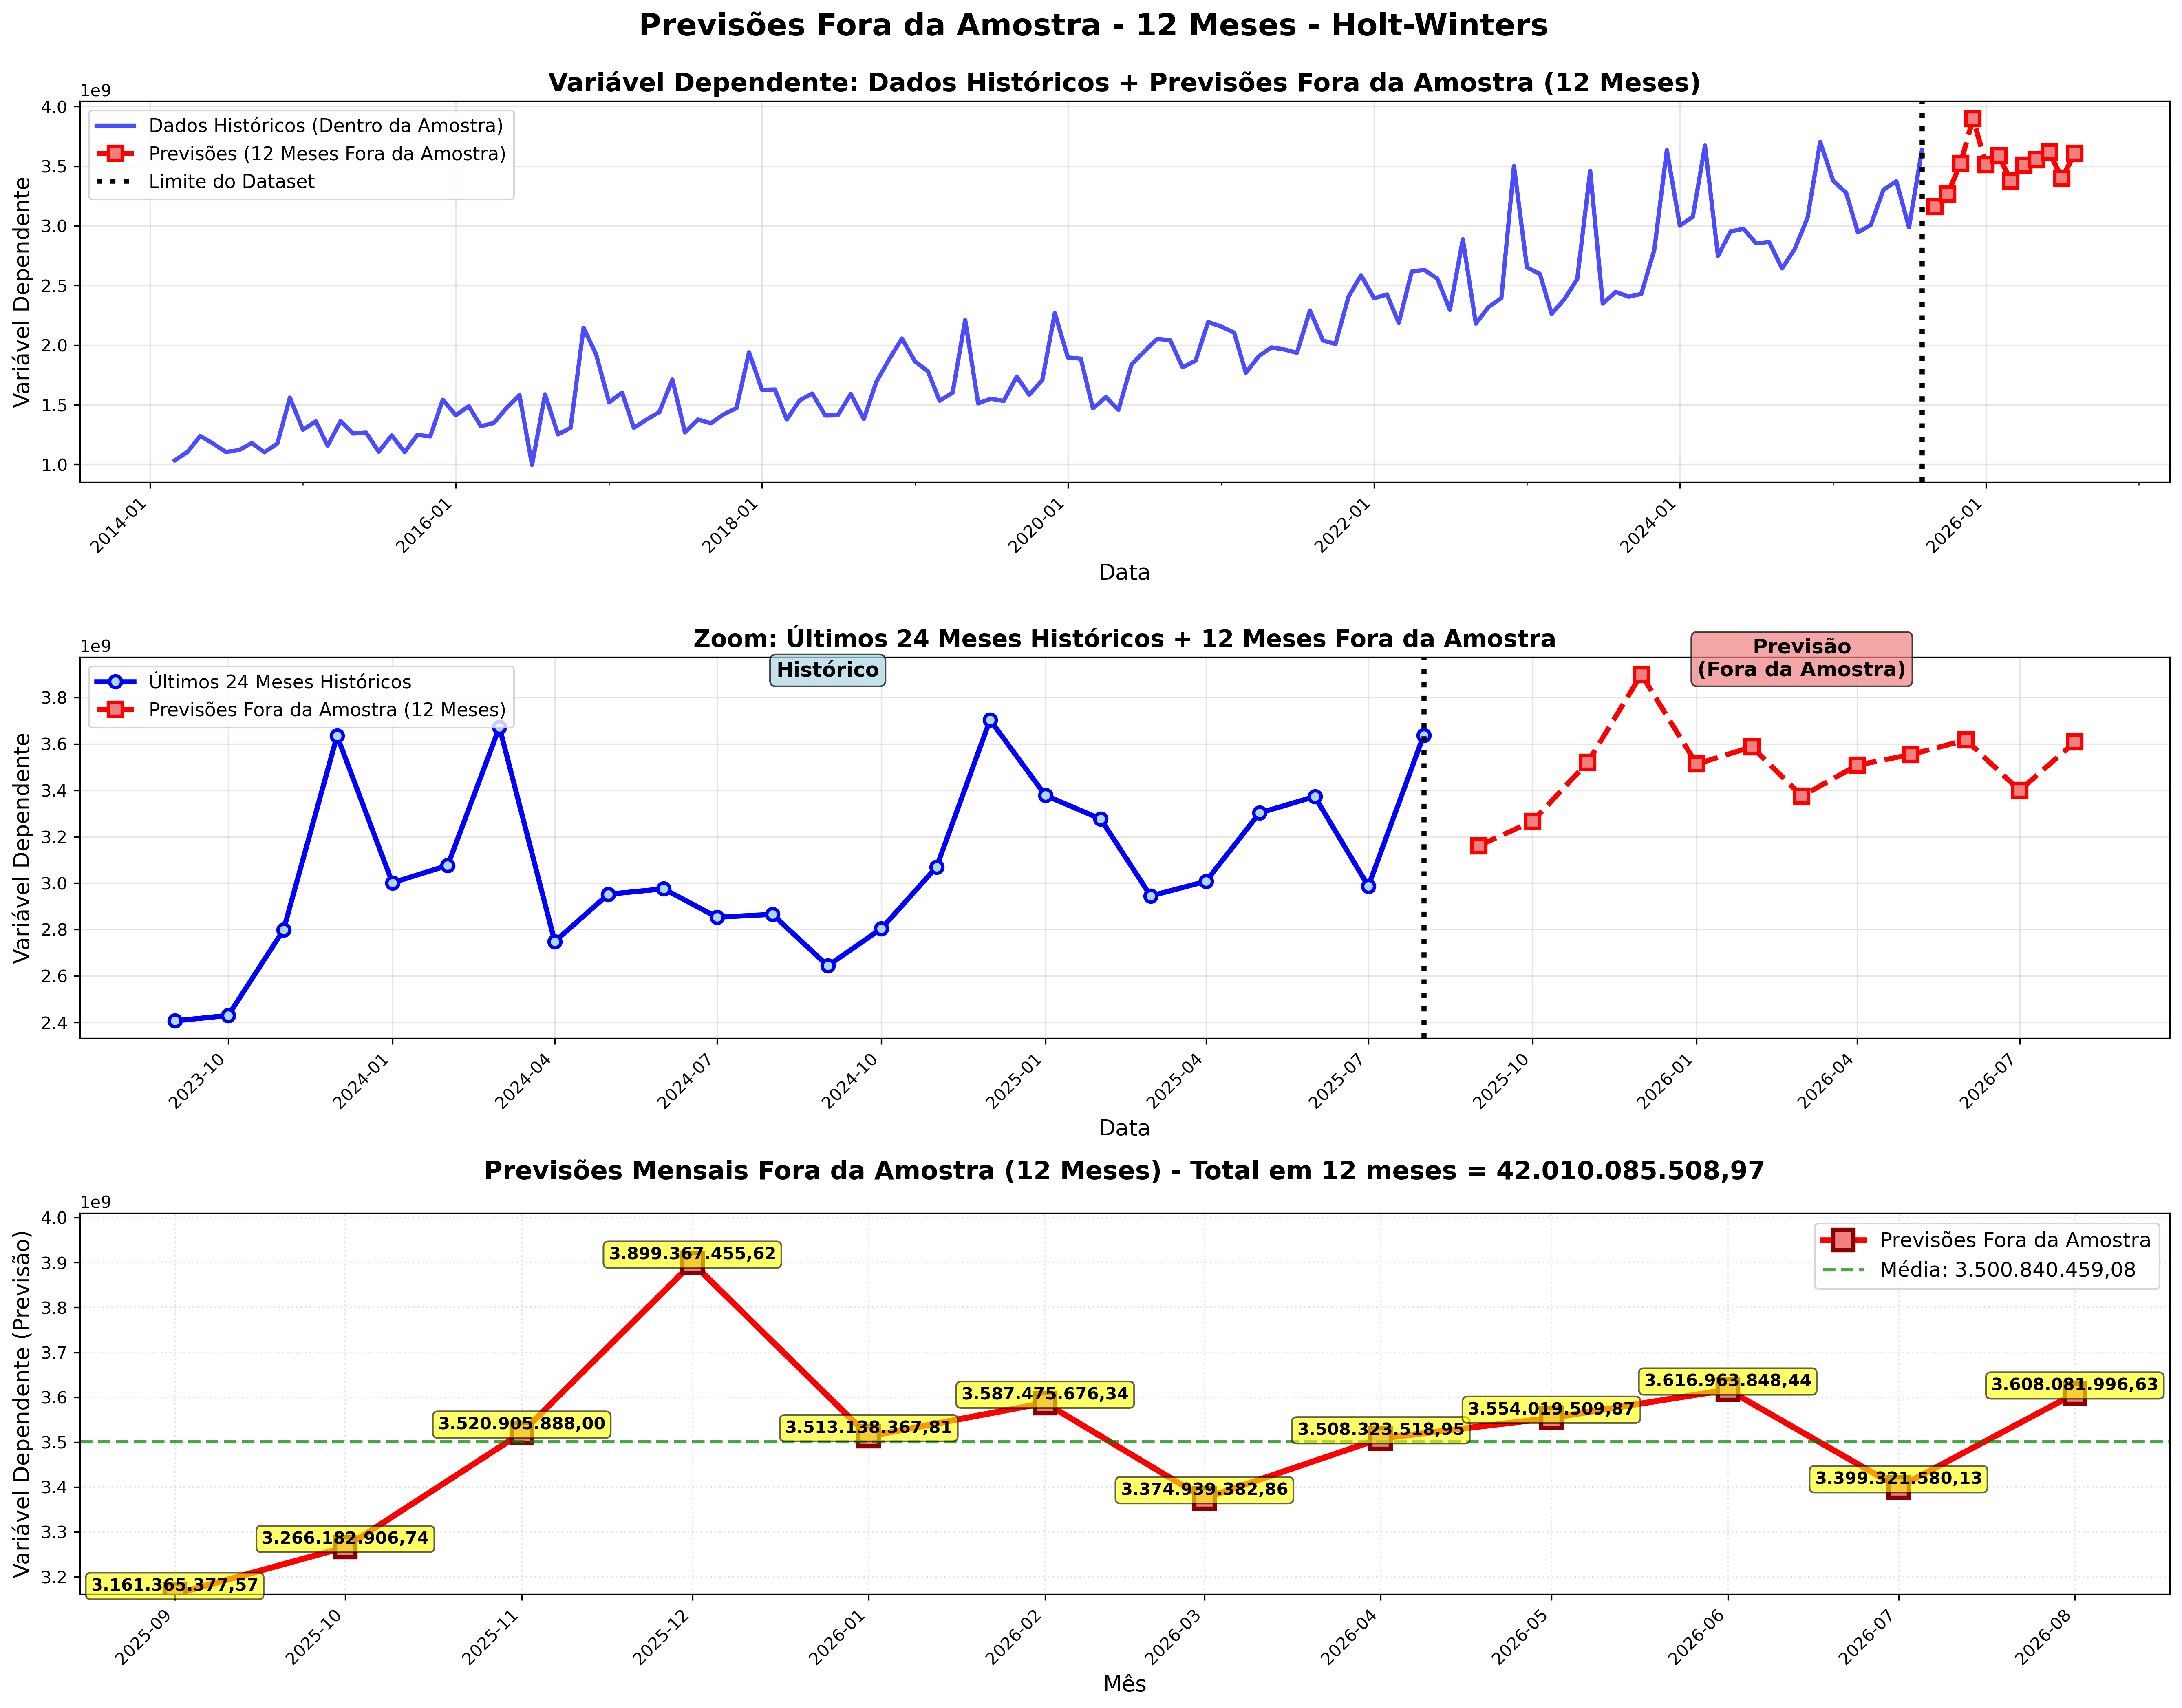 Previsões Fora da Amostra - 12 Meses - Holt-Winters
Variável Dependente: Dados Históricos + Previsões Fora da Amostra (12 Meses)
1e9
4.0
3.5
3.0
2.5
2.0
1.5
1.0
Variável Dependente
Dados Históricos (Dentro da Amostra)
Previsões (12 Meses Fora da Amostra)
Limite do Dataset
2014-01
2016-01
2018-01
2020-01
2022-01
2024-01
2026-01
Data
Zoom: Últimos 24 Meses Históricos + 12 Meses Fora da Amostra
1e9
Histórico
Previsão
(Fora da Amostra)
Últimos 24 Meses Históricos
Previsões Fora da Amostra (12 Meses)
3.8
3.6
3.4
3.2
3.0
2.8
2.6
2.4
Variável Dependente
2023-10
2024-01
2024-04
2024-07
2024-10
2025-01
2025-04
2025-07
2025-10
2026-01
2026-04
2026-07
Data
Previsões Mensais Fora da Amostra (12 Meses) - Total em 12 meses = 42.010.085.508,97
1e9
4.0
3.9
3.8
3.7
3.6
3.5
3.4
3.3
3.2
Variável Dependente (Previsão)
Previsões Fora da Amostra
Média: 3.500.840.459,08
3.161.365.377,57
3.266.182.906,74
3.520.905.888,00
3.899.367.455,62
3.513.138.367,81
3.587.475.676,34
3.374.939.382,86
3.508.323.518,95
3.554.019.509,87
3.616.963.848,44
3.399.321.580,13
3.608.081.996,63
2025-09
2025-10
2025-11
2025-12
2026-01
2026-02
2026-03
2026-04
2026-05
2026-06
2026-07
2026-08
Mês